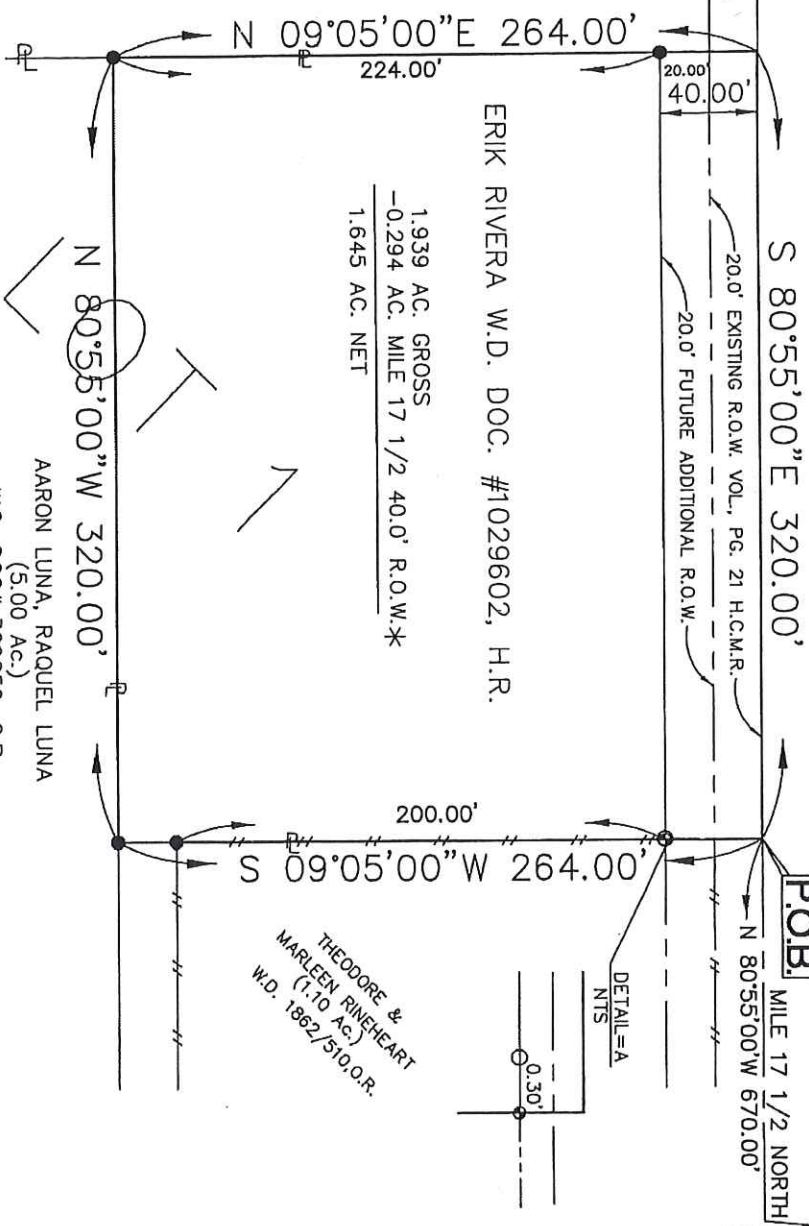 N 09°05'00"E 264.00'
224.00'
20.00'
40.00'
S 80°55'00"E 320.00'
20.0' EXISTING R.O.W. VOL., PG. 21 H.C.M.R.
20.0' FUTURE ADDITIONAL R.O.W.
ERIK RIVERA W.D. DOC. #1029602, H.R.
1.939 AC. GROSS
-0.294 AC. MILE 17 1/2 40.0' R.O.W.*
1.645 AC. NET
LOT 1
N 80°55'00"W 320.00'
AARON LUNA, RAQUEL LUNA
(5.00 Ac.)
200.00'
S 09°05'00"W 264.00'
P.O.B.
MILE 17 1/2 NORTH
N 80°55'00"W 670.00'
DETAIL=A
NTS
0.30'
THEODORE &
MARLEEN RINEHEART
(1.10 Ac.)
W.D. 1862/510,O.R.